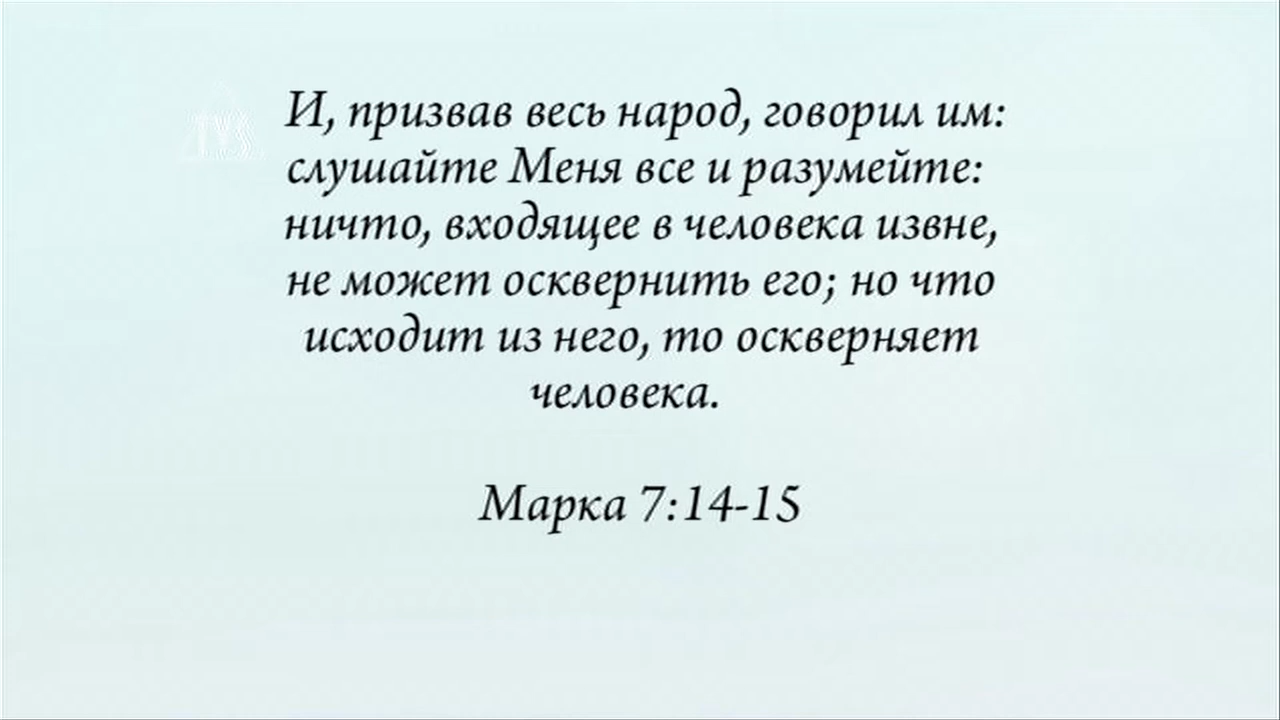 И, призвав весь народ, говорил им:
слушайте Меня все и разумейте:
ничто, входящее в человека извне,
не может осквернить его; но что
исходит из него, то оскверняет
человека.
Марка 7:14-15